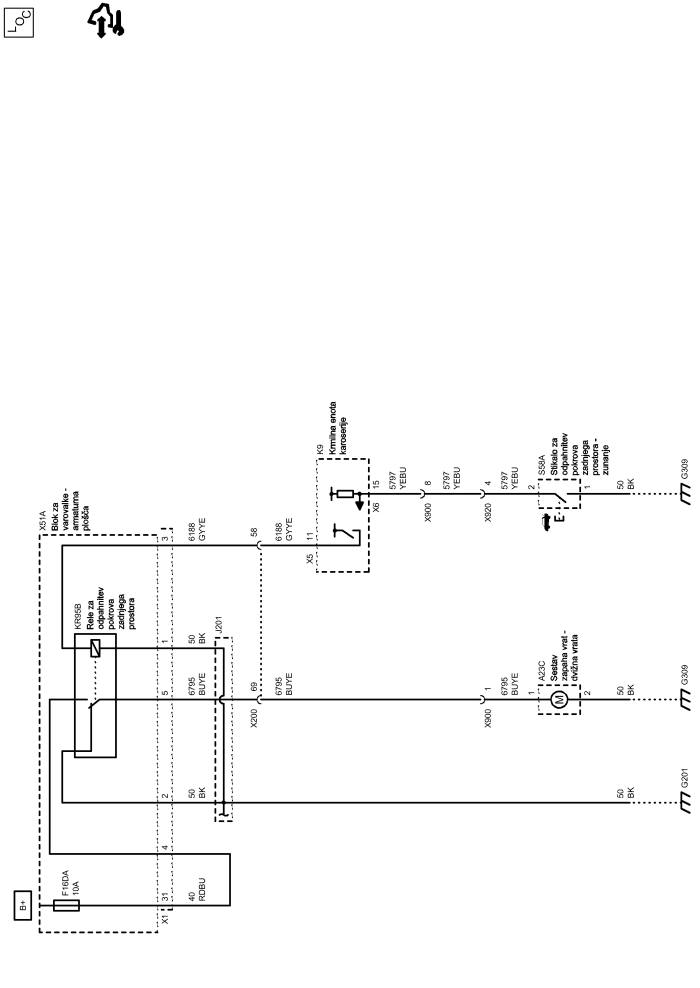 LOC
B+
F16DA
10A
X51A
Blok za
varovalke -
armaturna
plošča
KR95B
Rele za
odpahnitev
pokrova
zadnjega
prostora
X1
31
4
2
5
1
3
40
RDBU
50
BK
6795
BUYE
50
BK
6188
GYYE
J201
X200
69
58
6795
BUYE
6188
GYYE
X5
11
K9
Krmilna enota
karoserije
X6
15
5797
YEBU
X900
8
5797
YEBU
X920
4
5797
YEBU
X900
1
6795
BUYE
1
A23C
Sestav
zapaha vrat -
dvižna vrata
M
2
2
S58A
Stikalo za
odpahnitev
pokrova
zadnjega
prostora -
zunanje
E
1
50
BK
50
BK
50
BK
G201
G309
G309